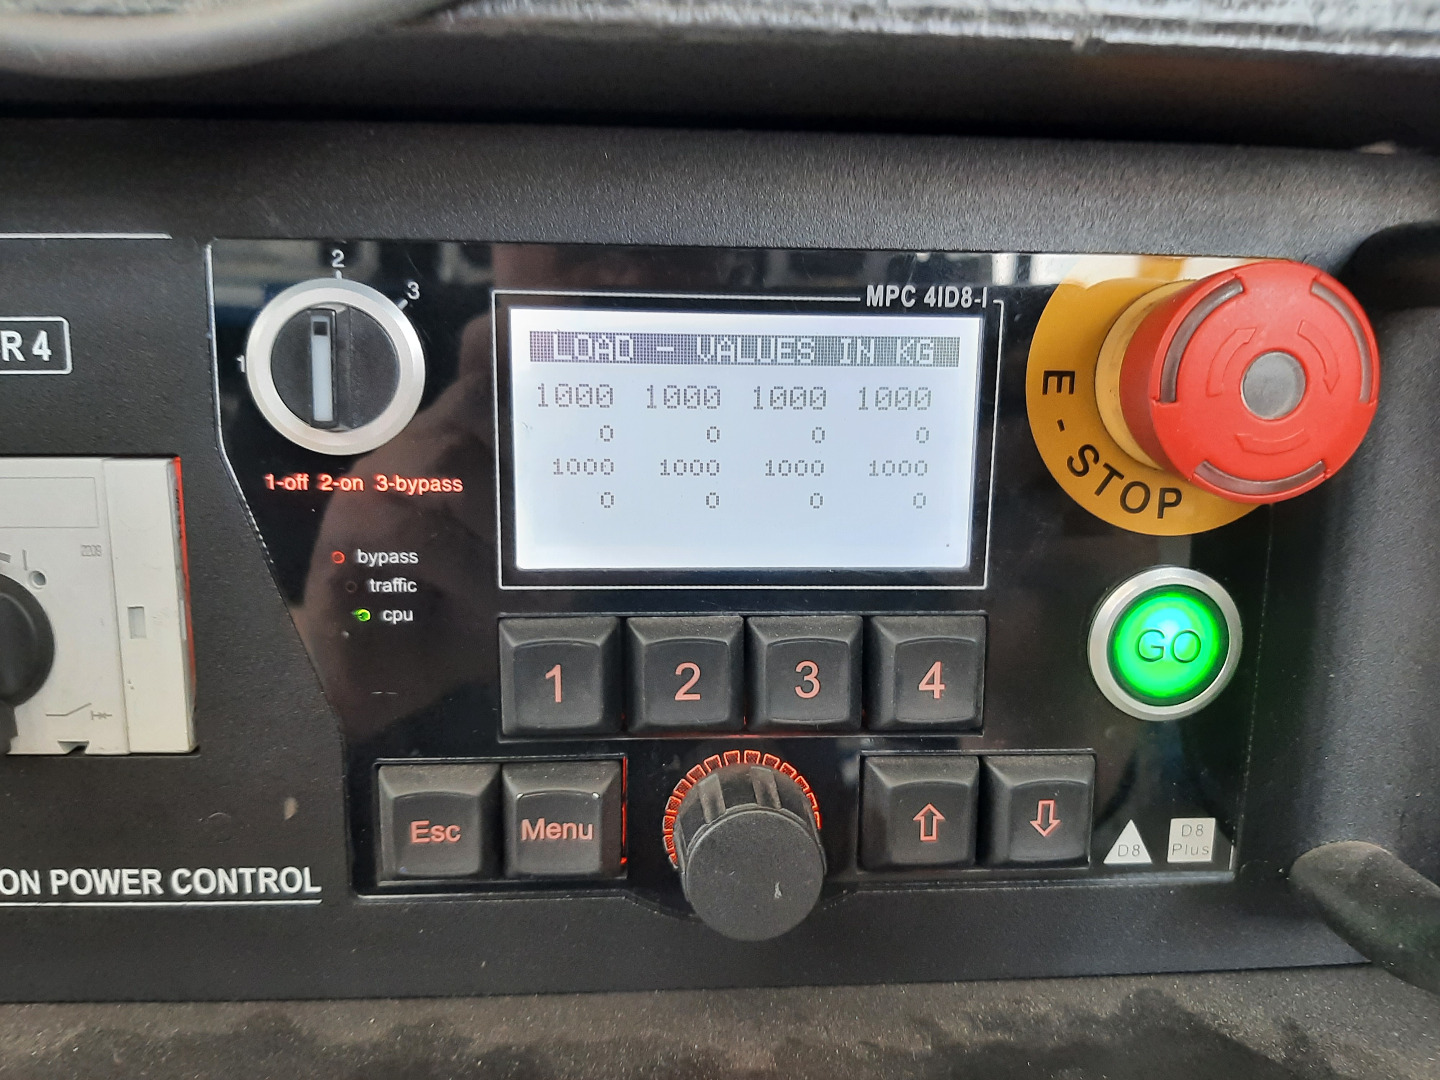 2
3
1
1-off 2-on 3-bypass
bypass
traffic
cpu
R 4
ON POWER CONTROL
MPC 4ID8-I
LOAD - VALUES IN KG
1000 1000 1000 1000
0 0 0 0
1000 1000 1000 1000
0 0 0 0
1 2 3 4
Esc Menu
E - STOP
GO
D8
D8 Plus